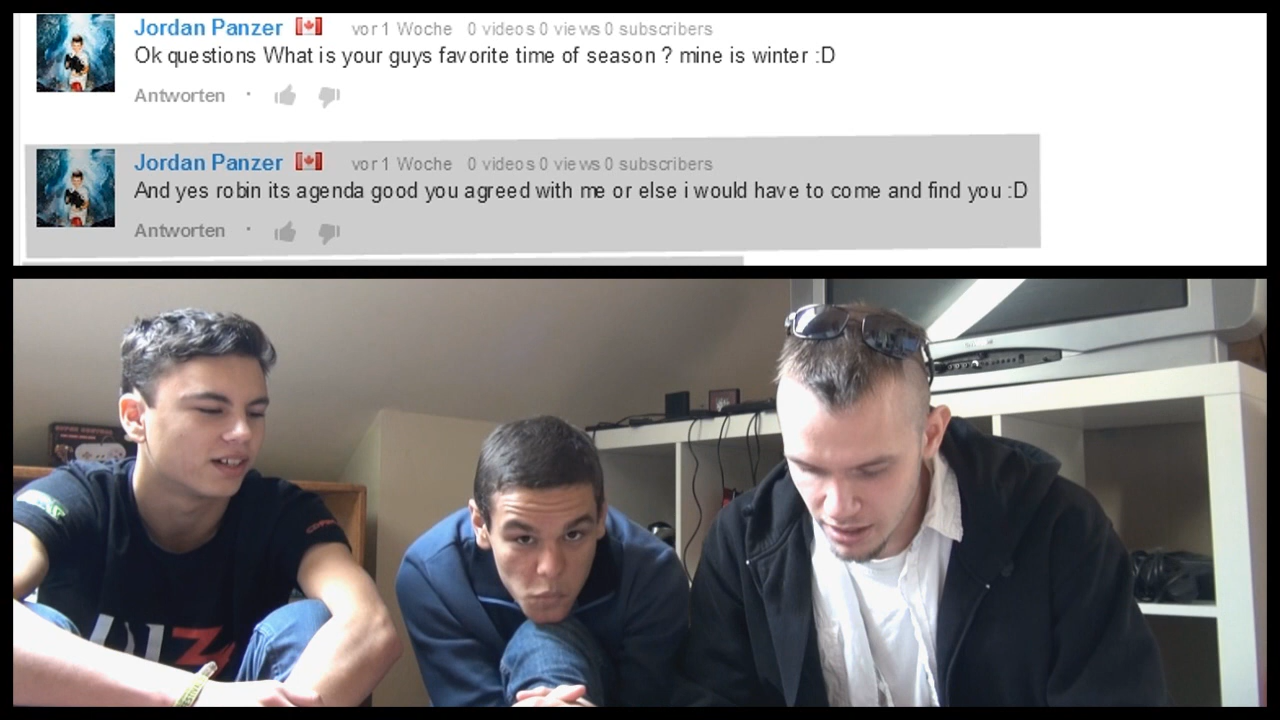 Jordan Panzer vor 1 Woche 0 videos 0 views 0 subscribers
Ok questions What is your guys favorite time of season ? mine is winter :D
Antworten ·
Jordan Panzer vor 1 Woche 0 videos 0 views 0 subscribers
And yes robin its agenda good you agreed with me or else i would have to come and find you :D
Antworten ·